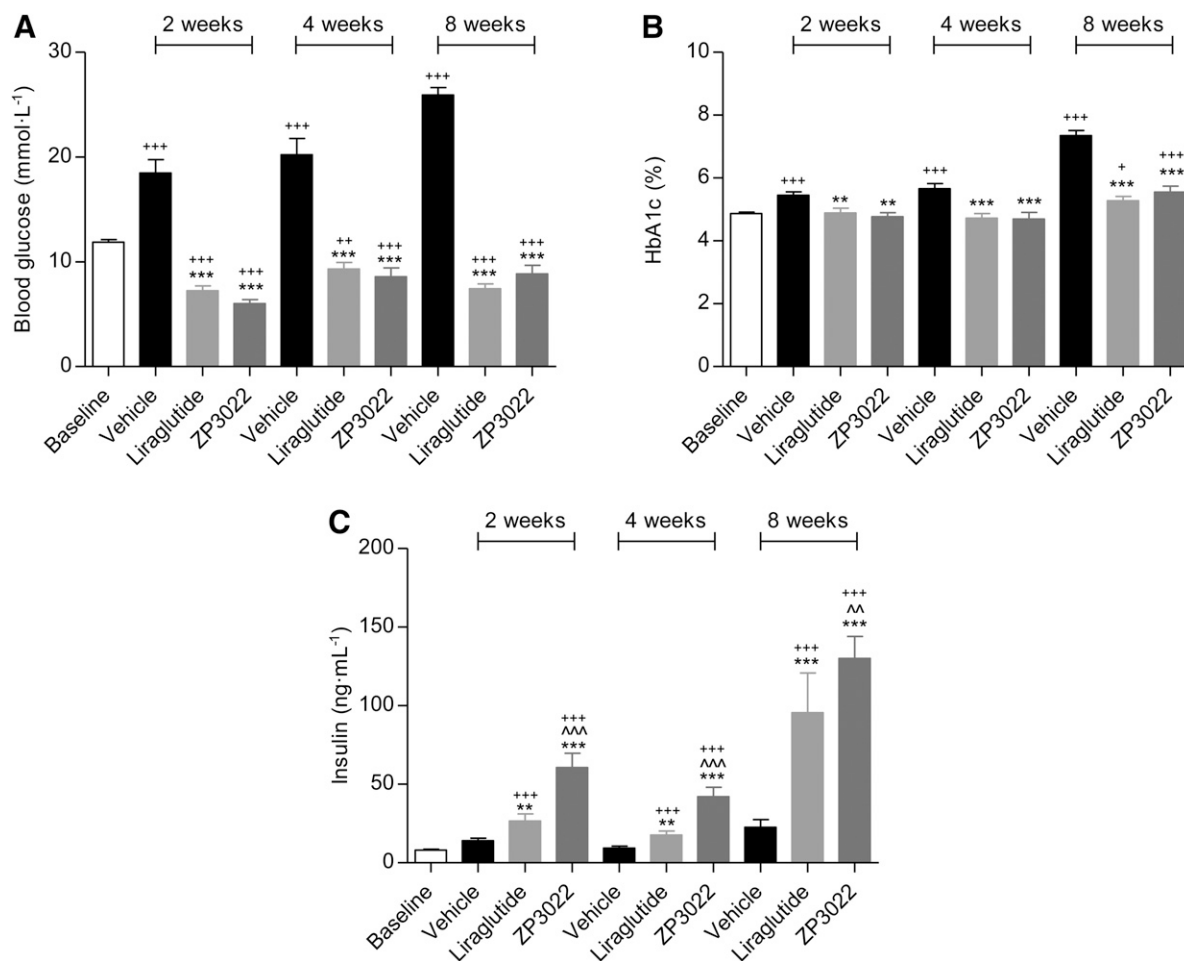 A
2 weeks 4 weeks 8 weeks
Blood glucose (mmol·L⁻¹)
30
20
10
0
+++
+++
***
+++
***
+++
++
***
+++
***
+++
+++
***
+++
***
Baseline
Vehicle
Liraglutide
ZP3022
Vehicle
Liraglutide
ZP3022
Vehicle
Liraglutide
ZP3022
B
2 weeks 4 weeks 8 weeks
HbA1c (%)
10
8
6
4
2
0
+++
**
**
+++
***
***
+++
+
***
+++
***
Baseline
Vehicle
Liraglutide
ZP3022
Vehicle
Liraglutide
ZP3022
Vehicle
Liraglutide
ZP3022
C
2 weeks 4 weeks 8 weeks
Insulin (ng·mL⁻¹)
200
150
100
50
0
+++
**
+++
^^^
***
+++
**
+++
^^^
***
+++
***
+++
^^
***
Baseline
Vehicle
Liraglutide
ZP3022
Vehicle
Liraglutide
ZP3022
Vehicle
Liraglutide
ZP3022